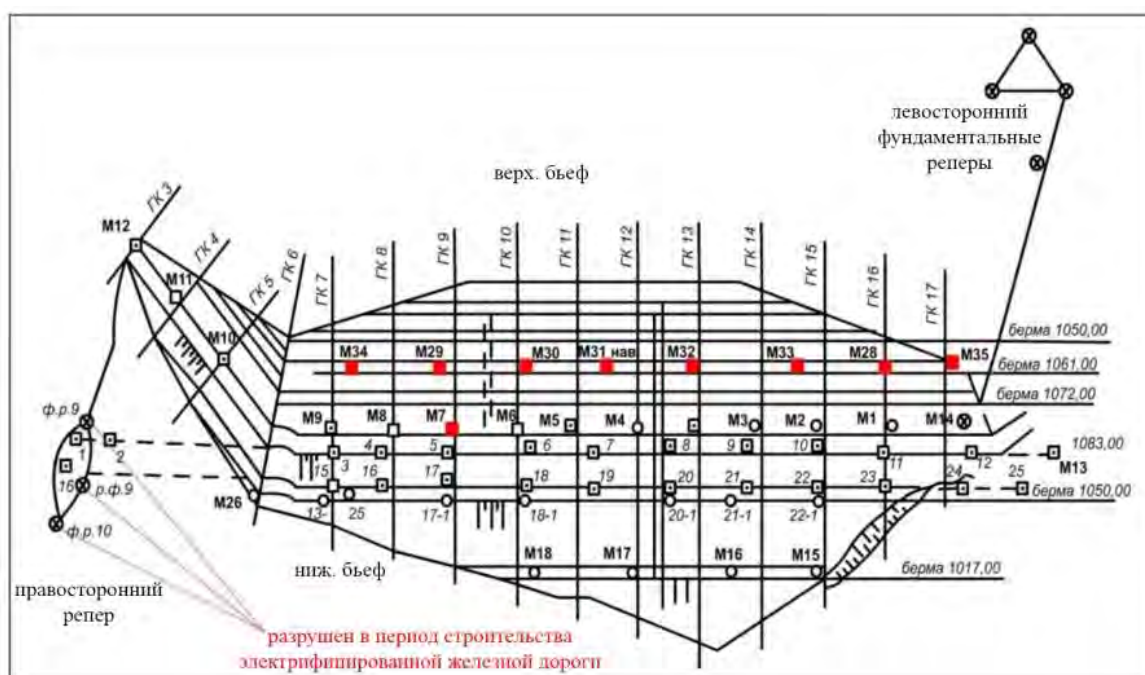 левосторонний
фундаментальные
реперы
верх. бьеф
ГК 3
ГК 4
ГК 5
ГК 6
ГК 7
ГК 8
ГК 9
ГК 10
ГК 11
ГК 12
ГК 13
ГК 14
ГК 15
ГК 16
ГК 17
М12
М11
М10
берма 1050,00
М34
М29
М30
М31 нав
М32
М33
М28
М35
берма 1061,00
берма 1072,00
ф.р.9
М9
М8
М7
М6
М5
М4
М3
М2
М1
М14
1083,00
1
2
3
4
5
6
7
8
9
10
11
12
М13
16
р.ф.9
15
16
17
18
19
20
21
22
23
24
25
берма 1050,00
М26
ф.р.10
13-
25
17-1
18-1
20-1
21-1
22-1
М18
М17
М16
М15
берма 1017,00
ниж. бьеф
правосторонний
репер
разрушен в период строительства
электрифицированной железной дороги